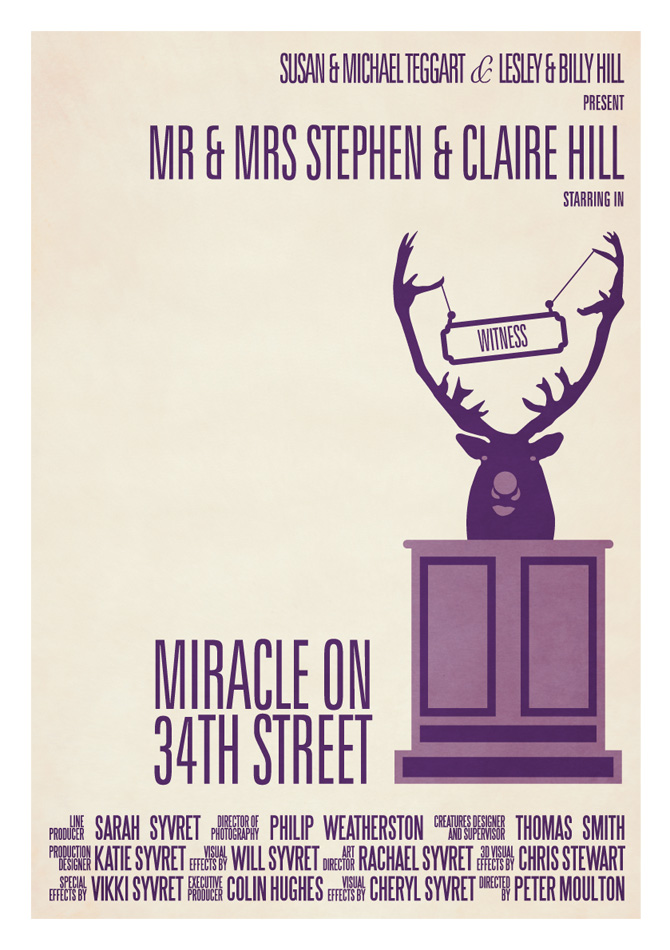 SUSAN & MICHAEL TEGGART & LESLEY & BILLY HILL
PRESENT
MR & MRS STEPHEN & CLAIRE HILL
STARRING IN
WITNESS
MIRACLE ON
34TH STREET
LINE PRODUCER SARAH SYVRET DIRECTOR OF PHOTOGRAPHY PHILIP WEATHERSTON CREATURES DESIGNER AND SUPERVISOR THOMAS SMITH
PRODUCTION DESIGNER KATIE SYVRET VISUAL EFFECTS BY WILL SYVRET ART DIRECTOR RACHAEL SYVRET 3D VISUAL EFFECTS BY CHRIS STEWART
SPECIAL EFFECTS BY VIKKI SYVRET EXECUTIVE PRODUCER COLIN HUGHES VISUAL EFFECTS BY CHERYL SYVRET DIRECTED BY PETER MOULTON